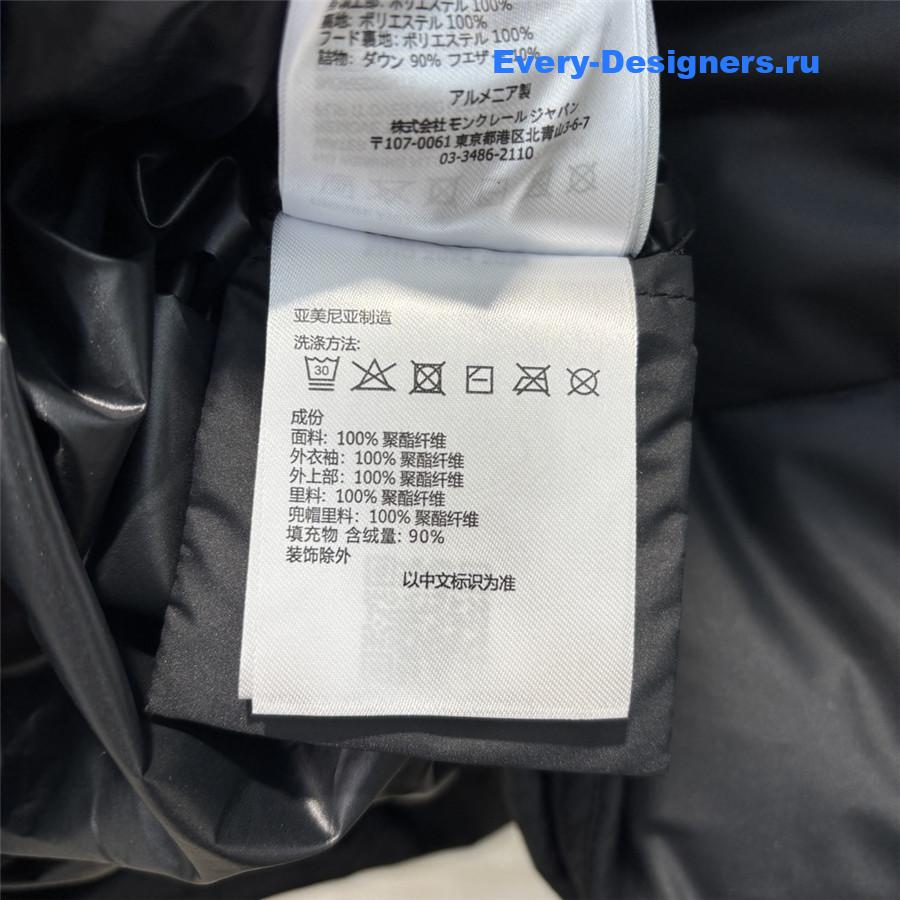 ポリエステル 100%
裏地: ポリエステル 100%
フード裏地: ポリエステル 100%
詰物: ダウン 90% フェザー 10%
Every-Designers.ru
アルメニア製
株式会社 モンクレール ジャパン
〒107-0061 東京都港区北青山3-6-7
03-3486-2110
亚美尼亚制造
洗涤方法:
30
成份
面料: 100% 聚酯纤维
外衣袖: 100% 聚酯纤维
外上部: 100% 聚酯纤维
里料: 100% 聚酯纤维
兜帽里料: 100% 聚酯纤维
填充物 含绒量: 90%
装饰除外
以中文标识为准